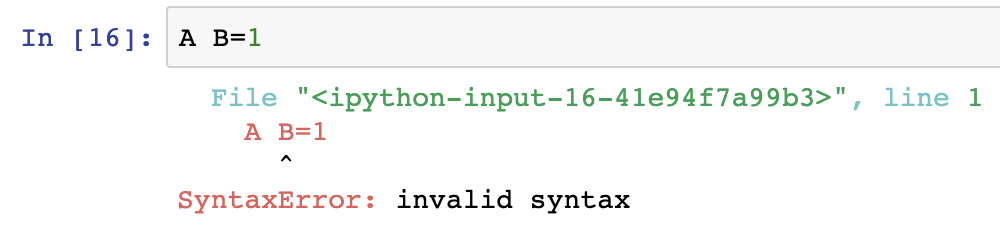 In [16]: A B=1
File "<ipython-input-16-41e94f7a99b3>", line 1
A B=1
^
SyntaxError: invalid syntax